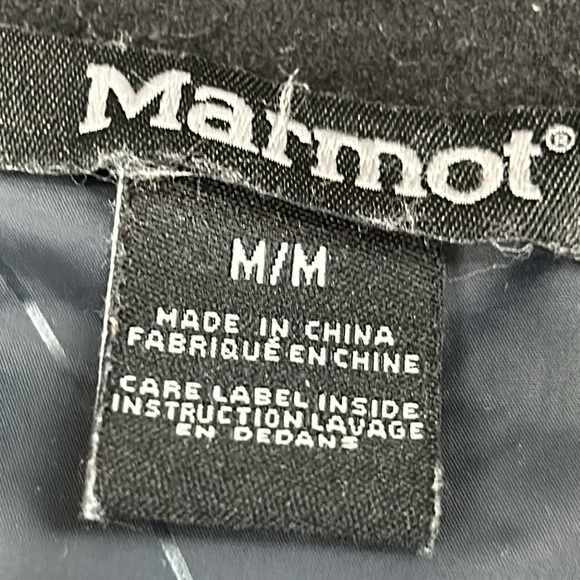 Marmot®
M/M
MADE IN CHINA
FABRIQUÉ EN CHINE
CARE LABEL INSIDE
INSTRUCTION LAVAGE
EN DEDANS